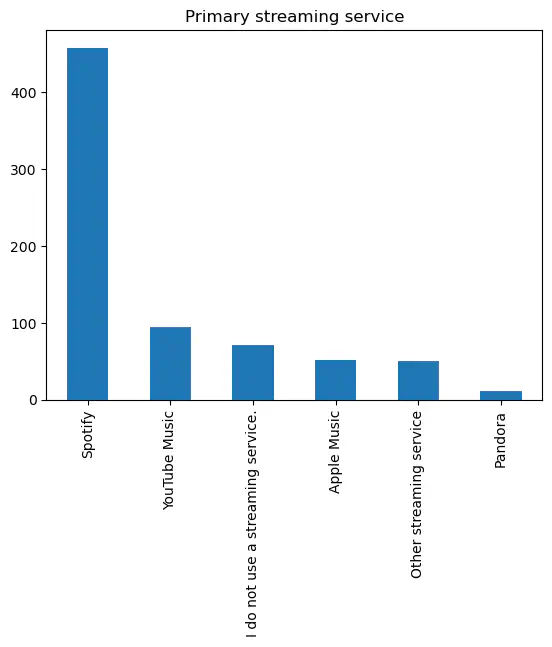 Primary streaming service
400
300
200
100
0
Spotify
YouTube Music
I do not use a streaming service.
Apple Music
Other streaming service
Pandora